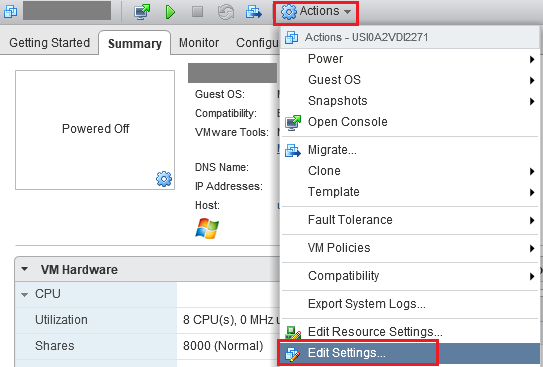 Actions
Getting Started Summary Monitor
Actions - USI0A2VDI2271
Power
Guest OS
Snapshots
Open Console
Migrate...
Clone
Template
Fault Tolerance
VM Policies
Compatibility
Export System Logs...
Edit Resource Settings...
Edit Settings...
Powered Off
Guest OS:
Compatibility:
VMware Tools:
DNS Name:
IP Addresses:
Host:
VM Hardware
CPU
Utilization 8 CPU(s), 0 MHz
Shares 8000 (Normal)